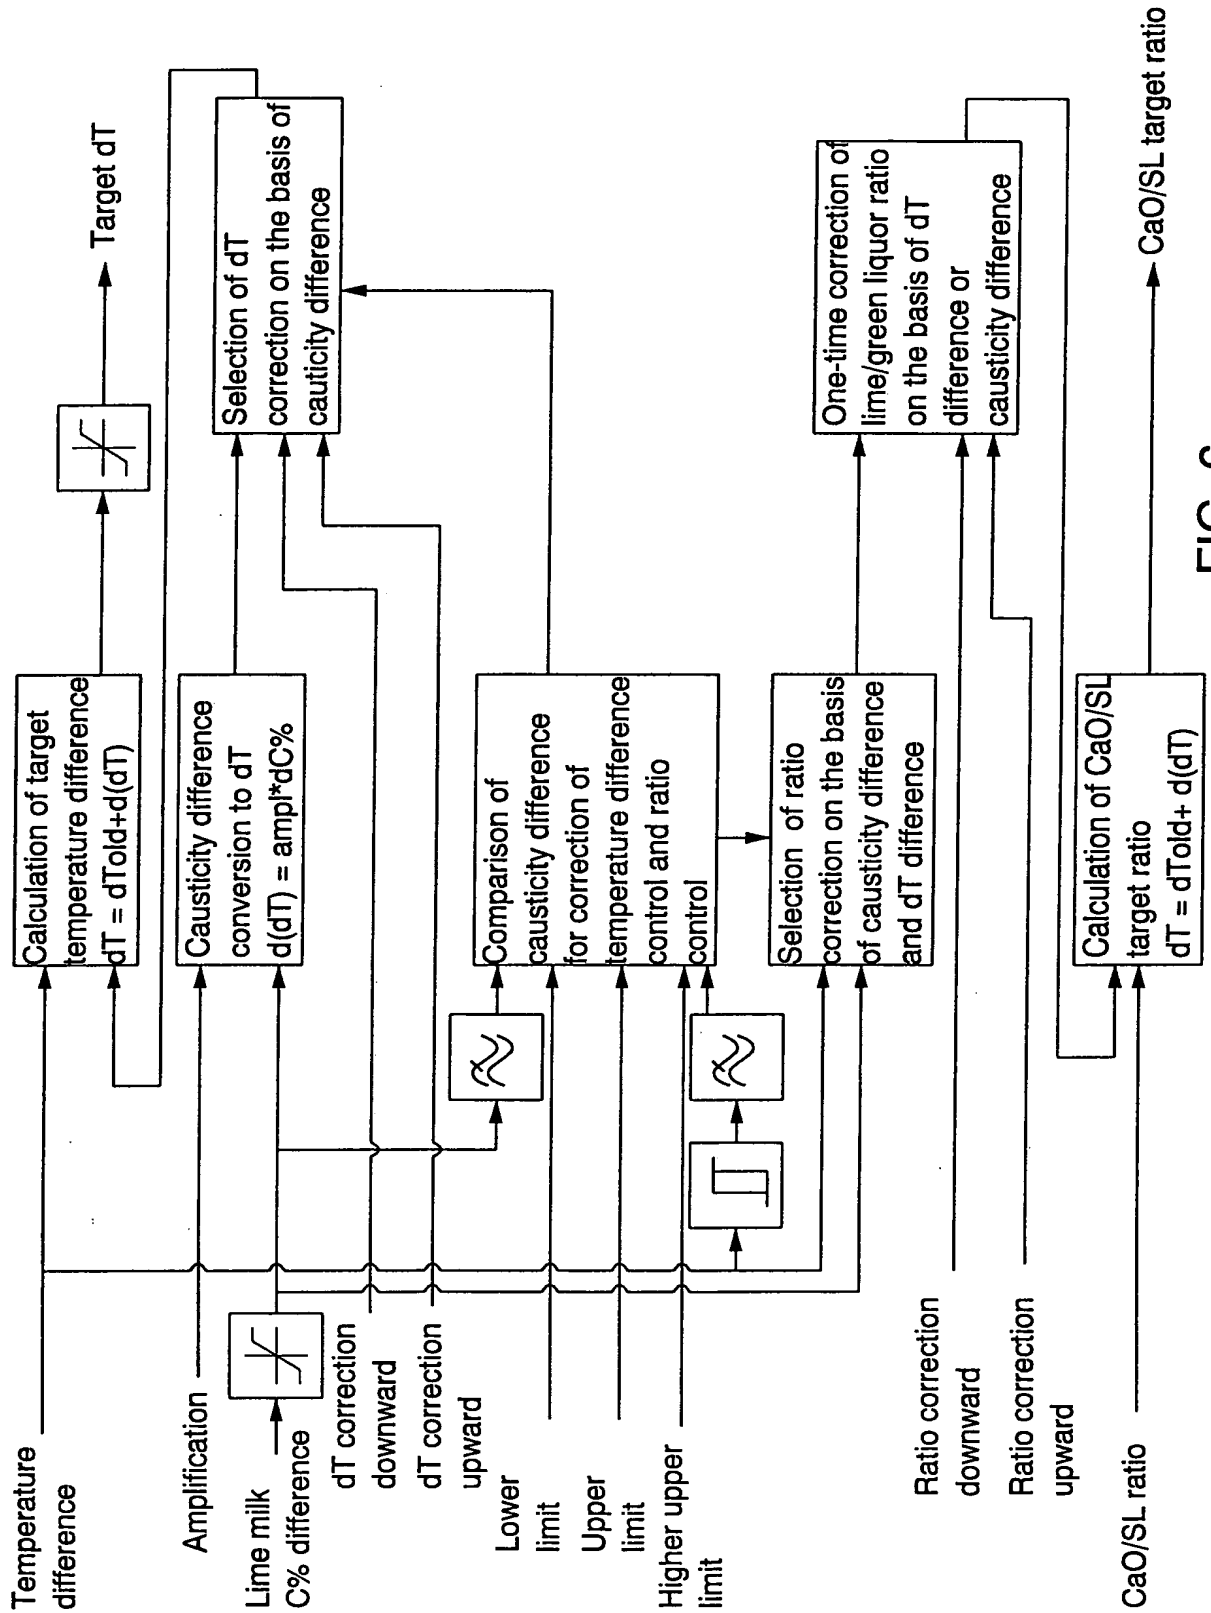 Temperature
difference
Amplification
Lime milk
C% difference
dT correction
downward
dT correction
upward
Lower
limit
Upper
limit
Higher upper
limit
Ratio correction
downward
Ratio correction
upward
CaO/SL ratio
Calculation of target
temperature difference
dT = dTold+d(dT)
Causticity difference
conversion to dT
d(dT) = ampl*dC%
Comparison of
causticity difference
for correction of
temperature difference
control and ratio
control
Selection of ratio
correction on the basis
of causticity difference
and dT difference
Calculation of CaO/SL
target ratio
dT = dTold+ d(dT)
Target dT
Selection of dT
correction on the basis of
cauticity difference
One-time correction of
lime/green liquor ratio
on the basis of dT
difference or
causticity difference
CaO/SL target ratio
FIG.